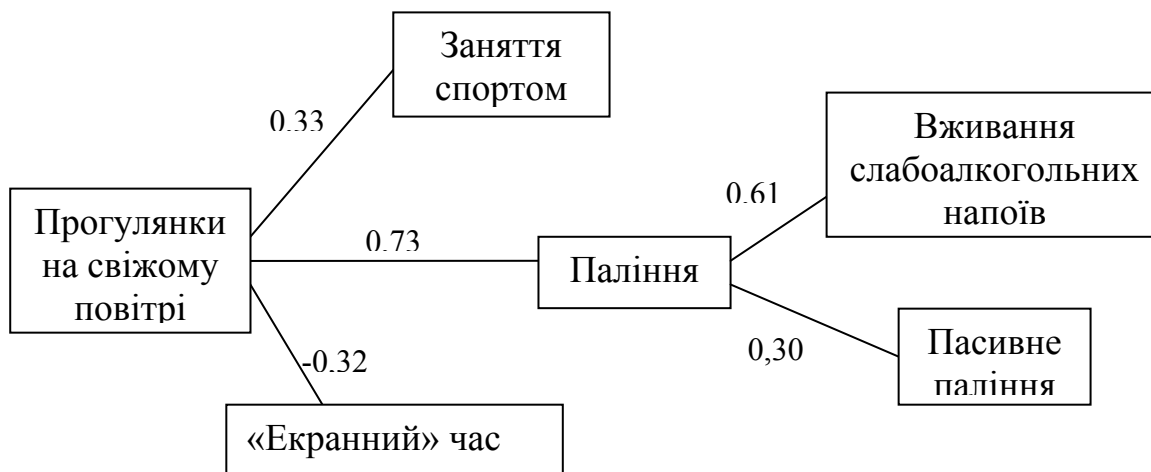 Заняття
спортом
0,33
Вживання
слабоалкогольних
напоїв
0,61
Прогулянки
на свіжому
повітрі
0,73
Паління
0,30
Пасивне
паління
-0,32
«Екранний» час